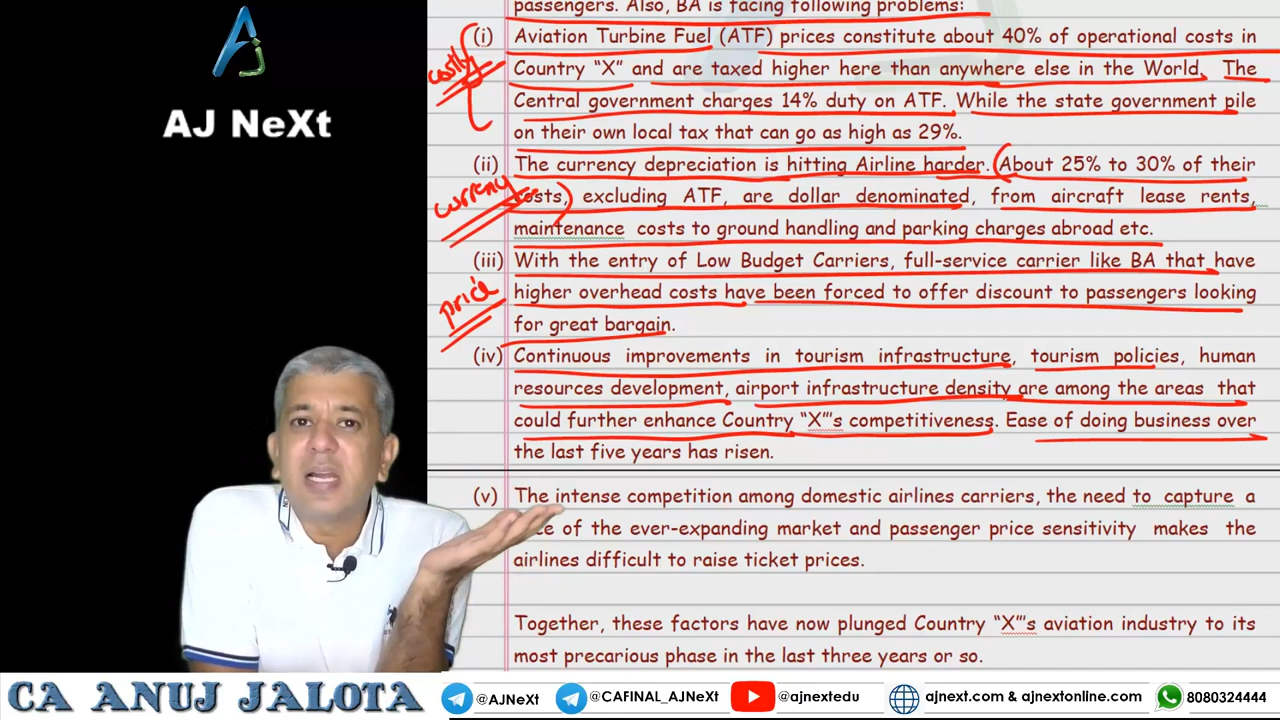 AJ NeXt
passengers. Also, BA is facing following problems:
(i) Aviation Turbine Fuel (ATF) prices constitute about 40% of operational costs in
Country “X” and are taxed higher here than anywhere else in the World. The
Central government charges 14% duty on ATF. While the state government pile
on their own local tax that can go as high as 29%.
costly
(ii) The currency depreciation is hitting Airline harder. About 25% to 30% of their
costs, excluding ATF, are dollar denominated, from aircraft lease rents,
maintenance costs to ground handling and parking charges abroad etc.
currency
(iii) With the entry of Low Budget Carriers, full-service carrier like BA that have
higher overhead costs have been forced to offer discount to passengers looking
for great bargain.
price
(iv) Continuous improvements in tourism infrastructure, tourism policies, human
resources development, airport infrastructure density are among the areas that
could further enhance Country “X”'s competitiveness. Ease of doing business over
the last five years has risen.
(v) The intense competition among domestic airlines carriers, the need to capture a
of the ever-expanding market and passenger price sensitivity makes the
airlines difficult to raise ticket prices.
Together, these factors have now plunged Country “X”'s aviation industry to its
most precarious phase in the last three years or so.
CA ANUJ JALOTA @AJNeXt @CAFINAL_AJNeXt @ajnextedu ajnext.com & ajnextonline.com 8080324444